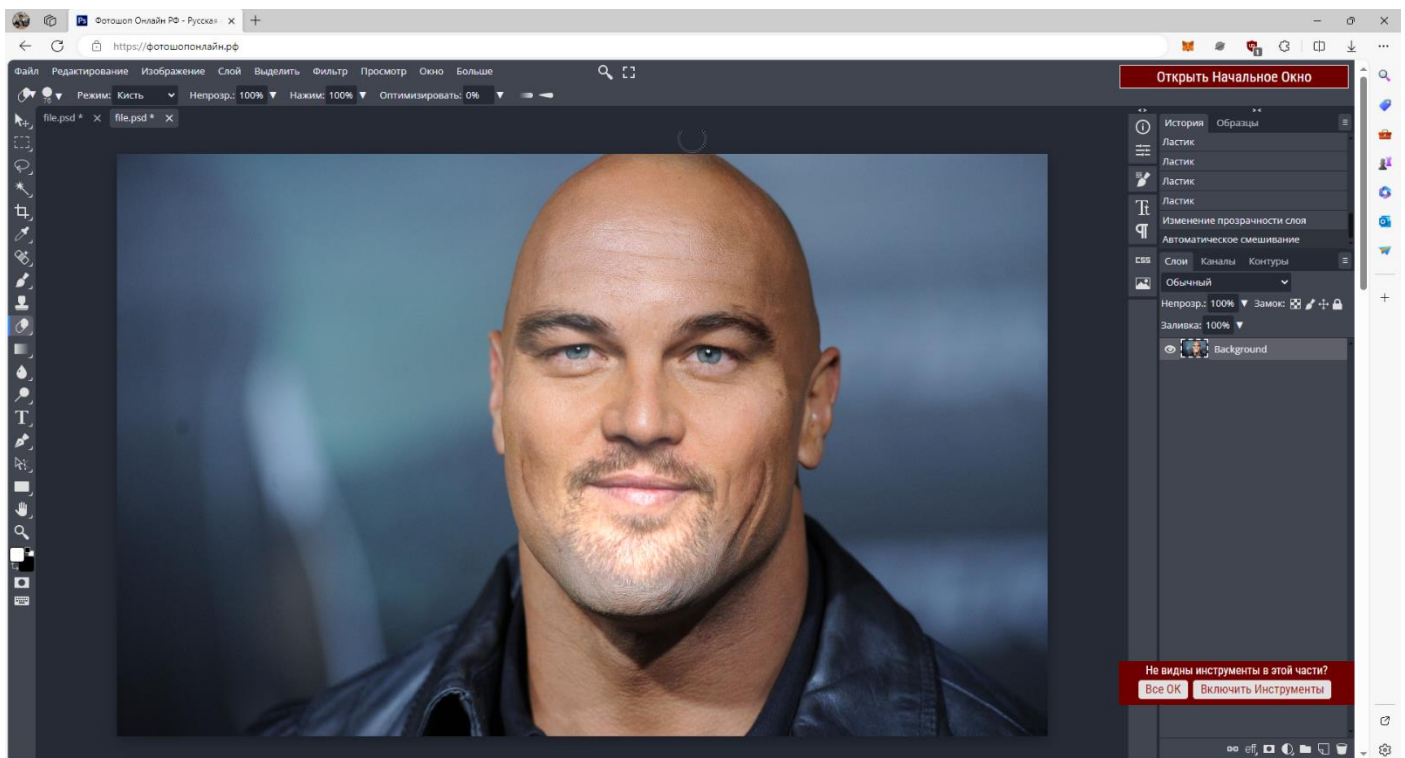 Фотошоп Онлайн РФ - Русская
https://фотошопонлайн.рф
Файл Редактирование Изображение Слой Выделить Фильтр Просмотр Окно Больше
Открыть Начальное Окно
70 Режим: Кисть Непрозр.: 100% Нажим: 100% Оптимизировать: 0%
file.psd * file.psd *
История Образцы
Ластик
Ластик
Ластик
Ластик
Изменение прозрачности слоя
Автоматическое смешивание
CSS
Слои Каналы Контуры
Обычный
Непрозр.: 100% Замок:
Заливка: 100%
Background
Не видны инструменты в этой части?
Все ОК Включить Инструменты
eff